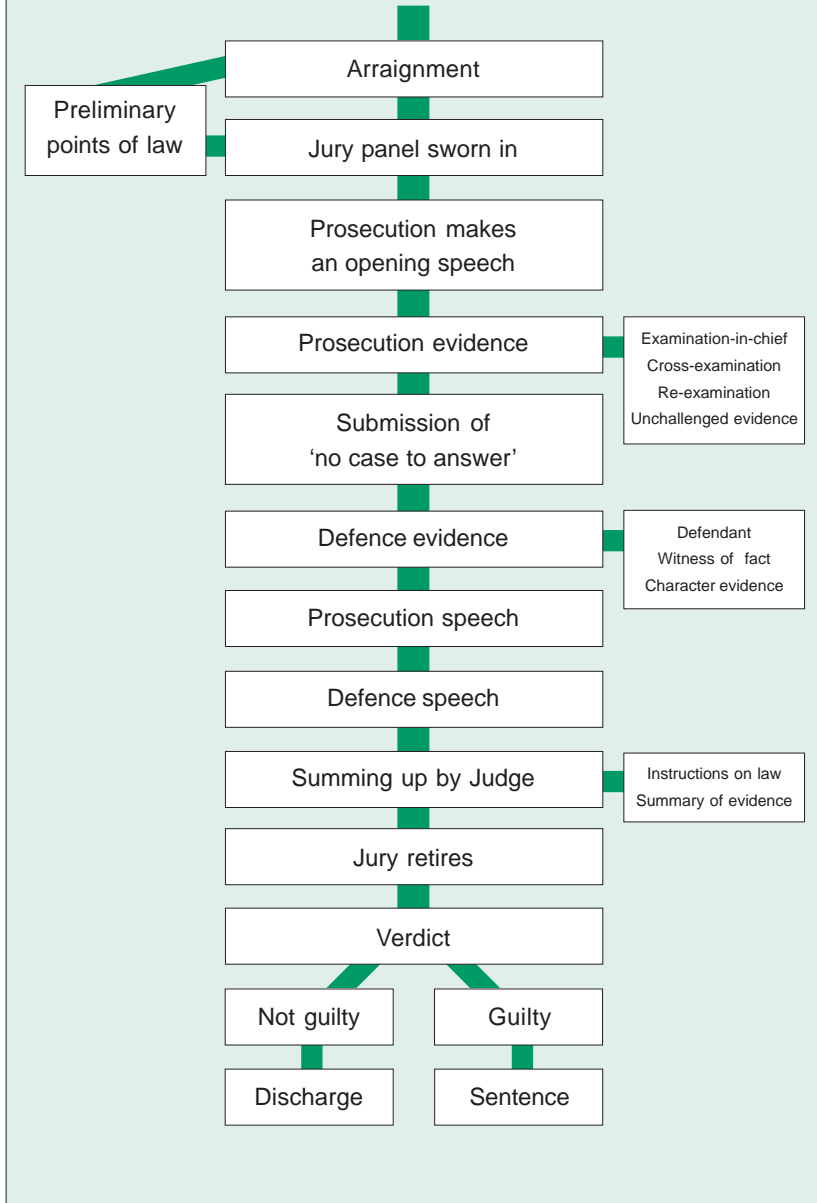 Arraignment
Preliminary
points of law
Jury panel sworn in
Prosecution makes
an opening speech
Prosecution evidence
Examination-in-chief
Cross-examination
Re-examination
Unchallenged evidence
Submission of
‘no case to answer’
Defence evidence
Defendant
Witness of fact
Character evidence
Prosecution speech
Defence speech
Summing up by Judge
Instructions on law
Summary of evidence
Jury retires
Verdict
Not guilty
Guilty
Discharge
Sentence